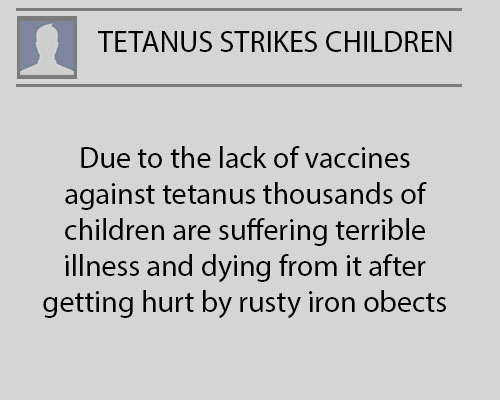 TETANUS STRIKES CHILDREN
Due to the lack of vaccines
against tetanus thousands of
children are suffering terrible
illness and dying from it after
getting hurt by rusty iron obects